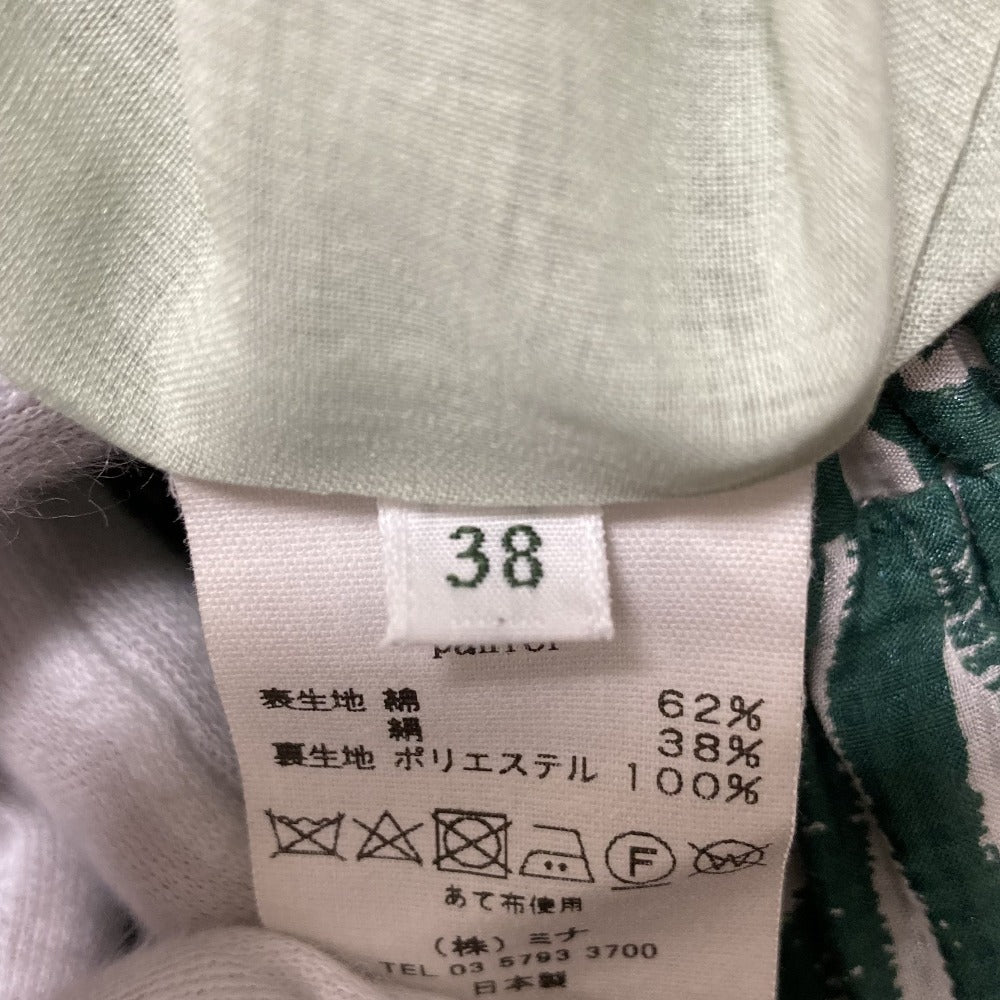 38
表生地 綿 62%
絹 38%
裏生地 ポリエステル 100%
F W
あて布使用
(株) ミナ
TEL 03 5793 3700
日本製